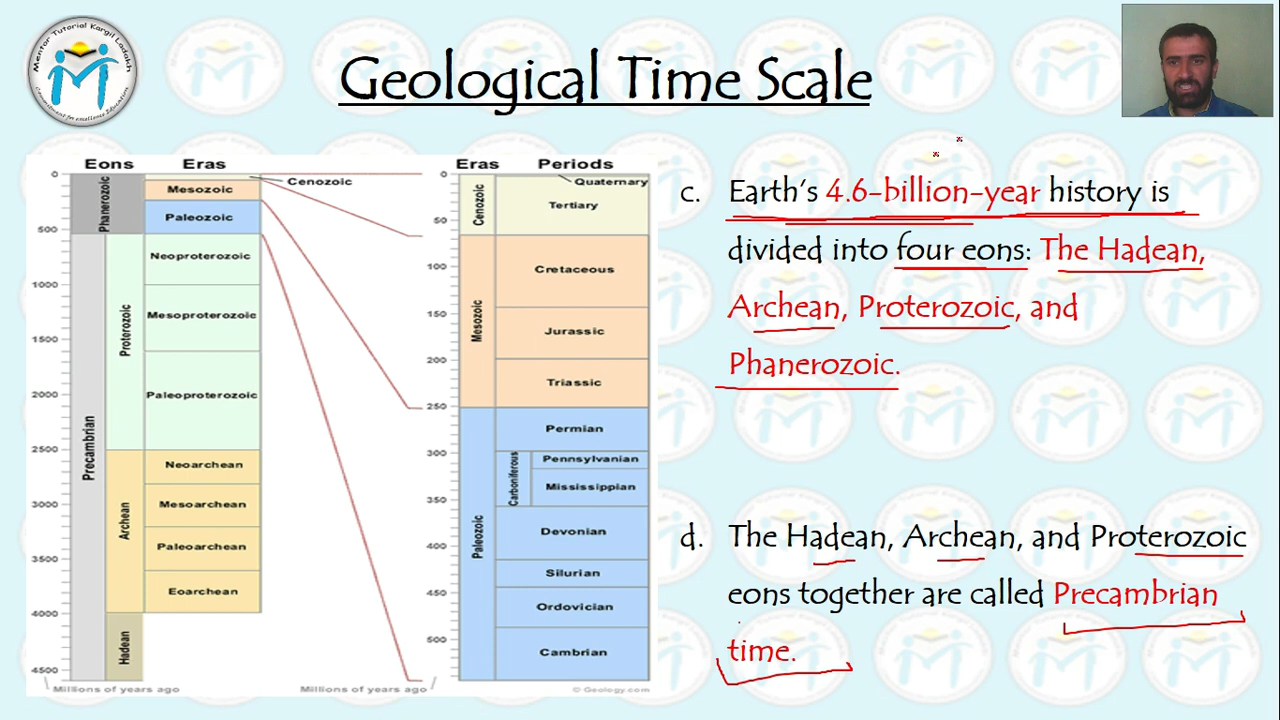 Mentor Tutorial Kargil Ladakh
Commitment for excellence Education
Geological Time Scale
Eons Eras
Eras Periods
0
500
1000
1500
2000
2500
3000
3500
4000
4500
Phanerozoic
Precambrian
Proterozoic
Archean
Hadean
Cenozoic
Mesozoic
Paleozoic
Neoproterozoic
Mesoproterozoic
Paleoproterozoic
Neoarchean
Mesoarchean
Paleoarchean
Eoarchean
Millions of years ago
0
50
100
150
200
250
300
350
400
450
500
Cenozoic
Mesozoic
Paleozoic
Quaternary
Tertiary
Cretaceous
Jurassic
Triassic
Permian
Carboniferous
Pennsylvanian
Mississippian
Devonian
Silurian
Ordovician
Cambrian
Millions of years ago
© Geology.com
c. Earth's 4.6-billion-year history is
divided into four eons: The Hadean,
Archean, Proterozoic, and
Phanerozoic.
d. The Hadean, Archean, and Proterozoic
eons together are called Precambrian
time.